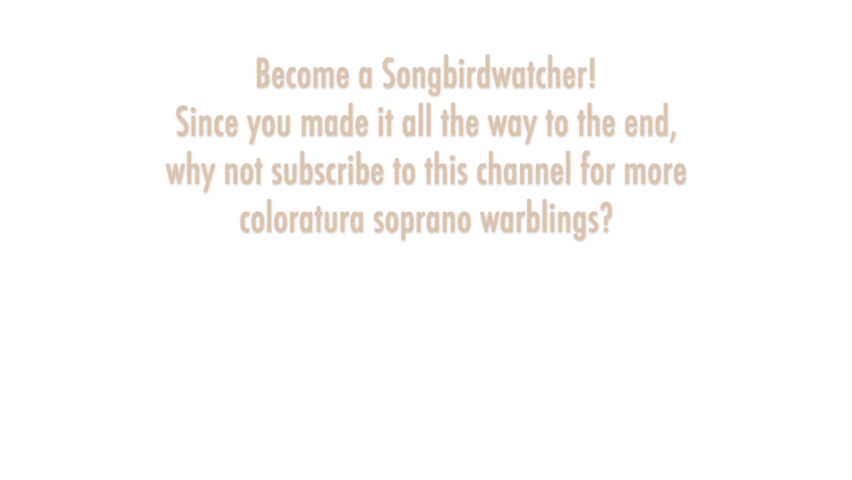 Become a Songbirdwatcher!
Since you made it all the way to the end,
why not subscribe to this channel for more
coloratura soprano warblings?